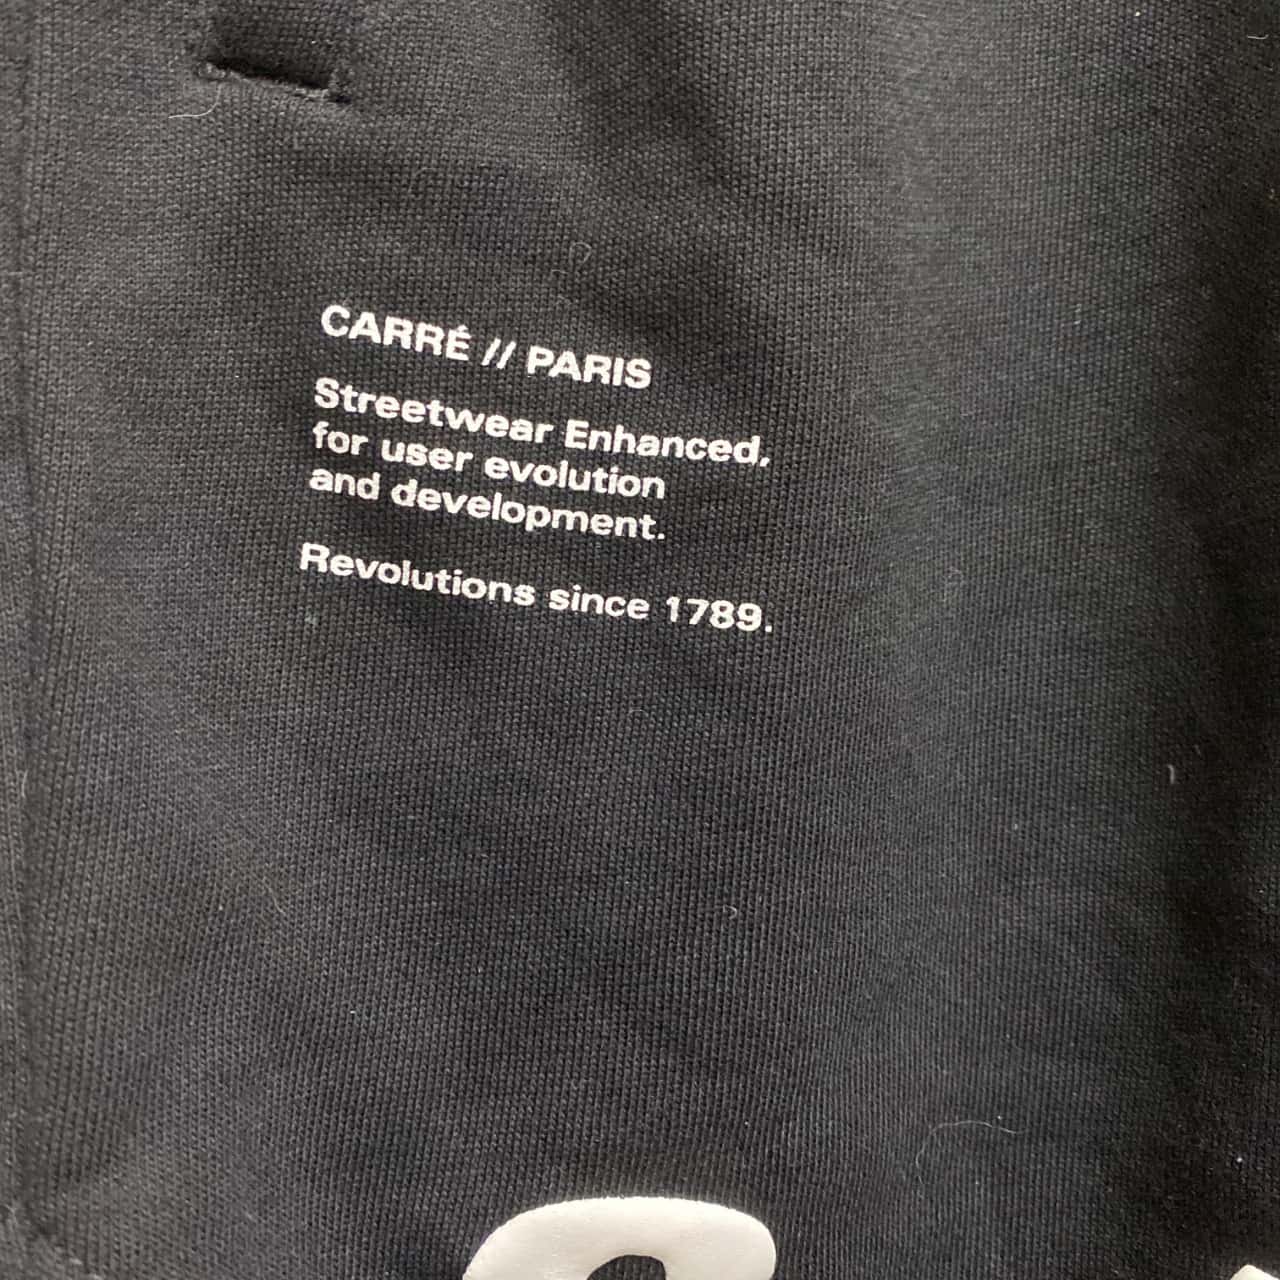 CARRÉ // PARIS
Streetwear Enhanced,
for user evolution
and development.
Revolutions since 1789.